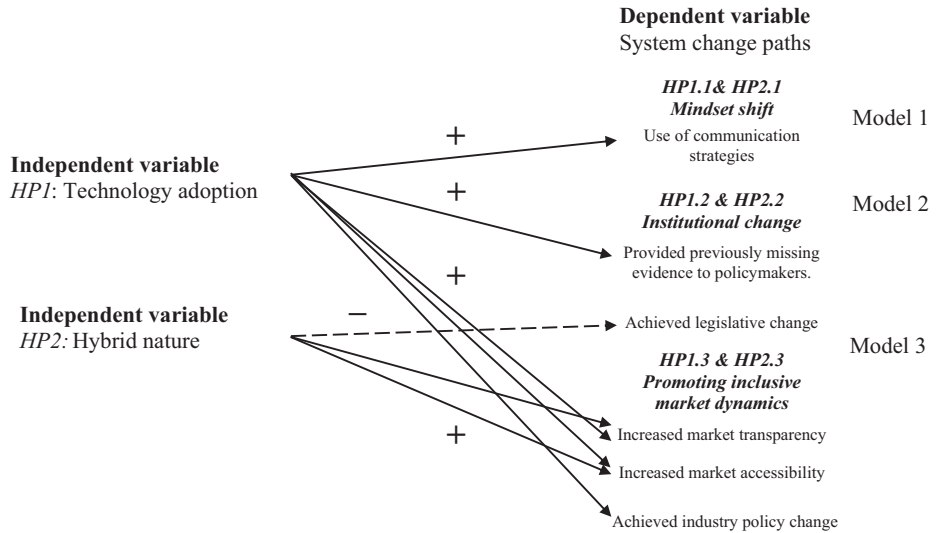 Dependent variable
System change paths
HP1.1& HP2.1
Mindset shift
Model 1
Use of communication
strategies
+
Independent variable
HP1: Technology adoption
+
HP1.2 & HP2.2
Institutional change
Model 2
Provided previously missing
evidence to policymakers.
+
Independent variable
HP2: Hybrid nature
−
Achieved legislative change
Model 3
HP1.3 & HP2.3
Promoting inclusive
market dynamics
+
Increased market transparency
Increased market accessibility
Achieved industry policy change